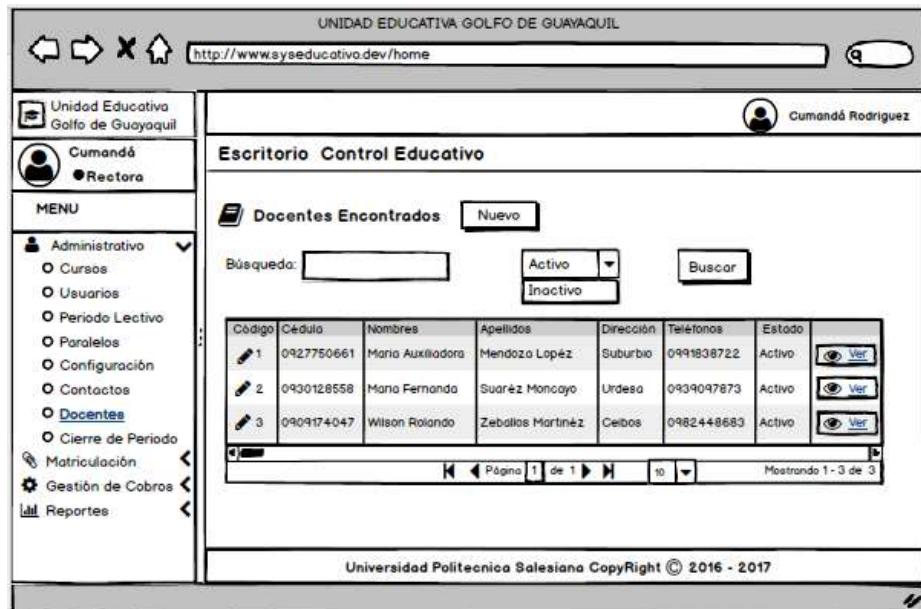 UNIDAD EDUCATIVA GOLFO DE GUAYAQUIL
http://www.syseducativo.dev/home
Unidad Educativa
Golfo de Guayaquil
Cumandá Rodriguez
Cumandá
Rectora
Escritorio Control Educativo
MENU
Administrativo
Cursos
Usuarios
Periodo Lectivo
Paralelos
Configuración
Contactos
Docentes
Cierre de Periodo
Matriculación
Gestión de Cobros
Reportes
Docentes Encontrados Nuevo
Búsqueda: Activo Buscar
Inactivo
Código Cédula Nombres Apellidos Dirección Teléfonos Estado
1 0927750661 Maria Auxiliadora Mendoza Lopéz Suburbio 0991838722 Activo Ver
2 0930128558 Maria Fernanda Suaréz Moncayo Urdesa 0939097873 Activo Ver
3 0909174047 Wilson Rolando Zeballos Martinéz Ceibos 0982448683 Activo Ver
Página 1 de 1 10 Mostrando 1 - 3 de 3
Universidad Politecnica Salesiana CopyRight © 2016 - 2017